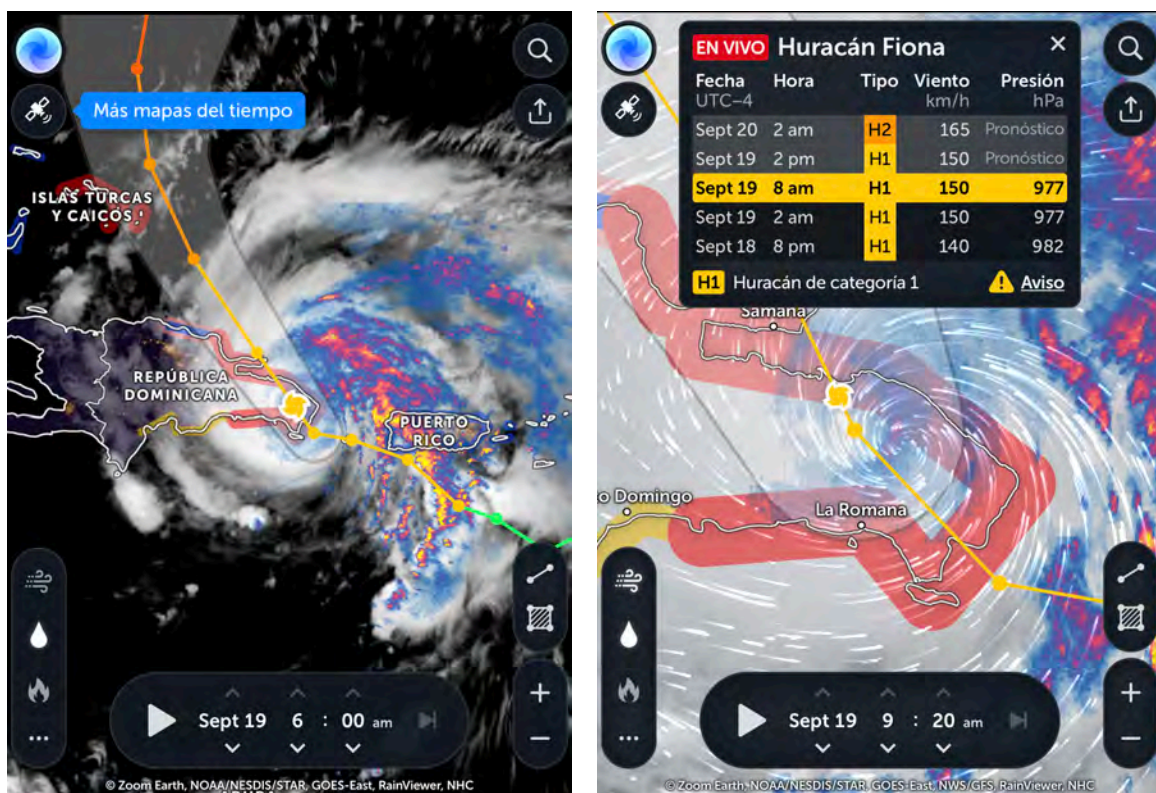 Más mapas del tiempo
ISLAS TURCAS
Y CAICOS
REPÚBLICA
DOMINICANA
PUERTO
RICO
Sept 19 6 : 00 am
© Zoom Earth, NOAA/NESDIS/STAR, GOES-East, RainViewer, NHC
EN VIVO Huracán Fiona
Fecha Hora Tipo Viento Presión
UTC–4 km/h hPa
Sept 20 2 am H2 165 Pronóstico
Sept 19 2 pm H1 150 Pronóstico
Sept 19 8 am H1 150 977
Sept 19 2 am H1 150 977
Sept 18 8 pm H1 140 982
H1 Huracán de categoría 1 Aviso
Samaná
Domingo
La Romana
Sept 19 9 : 20 am
© Zoom Earth, NOAA/NESDIS/STAR, GOES-East, NWS/GFS, RainViewer, NHC